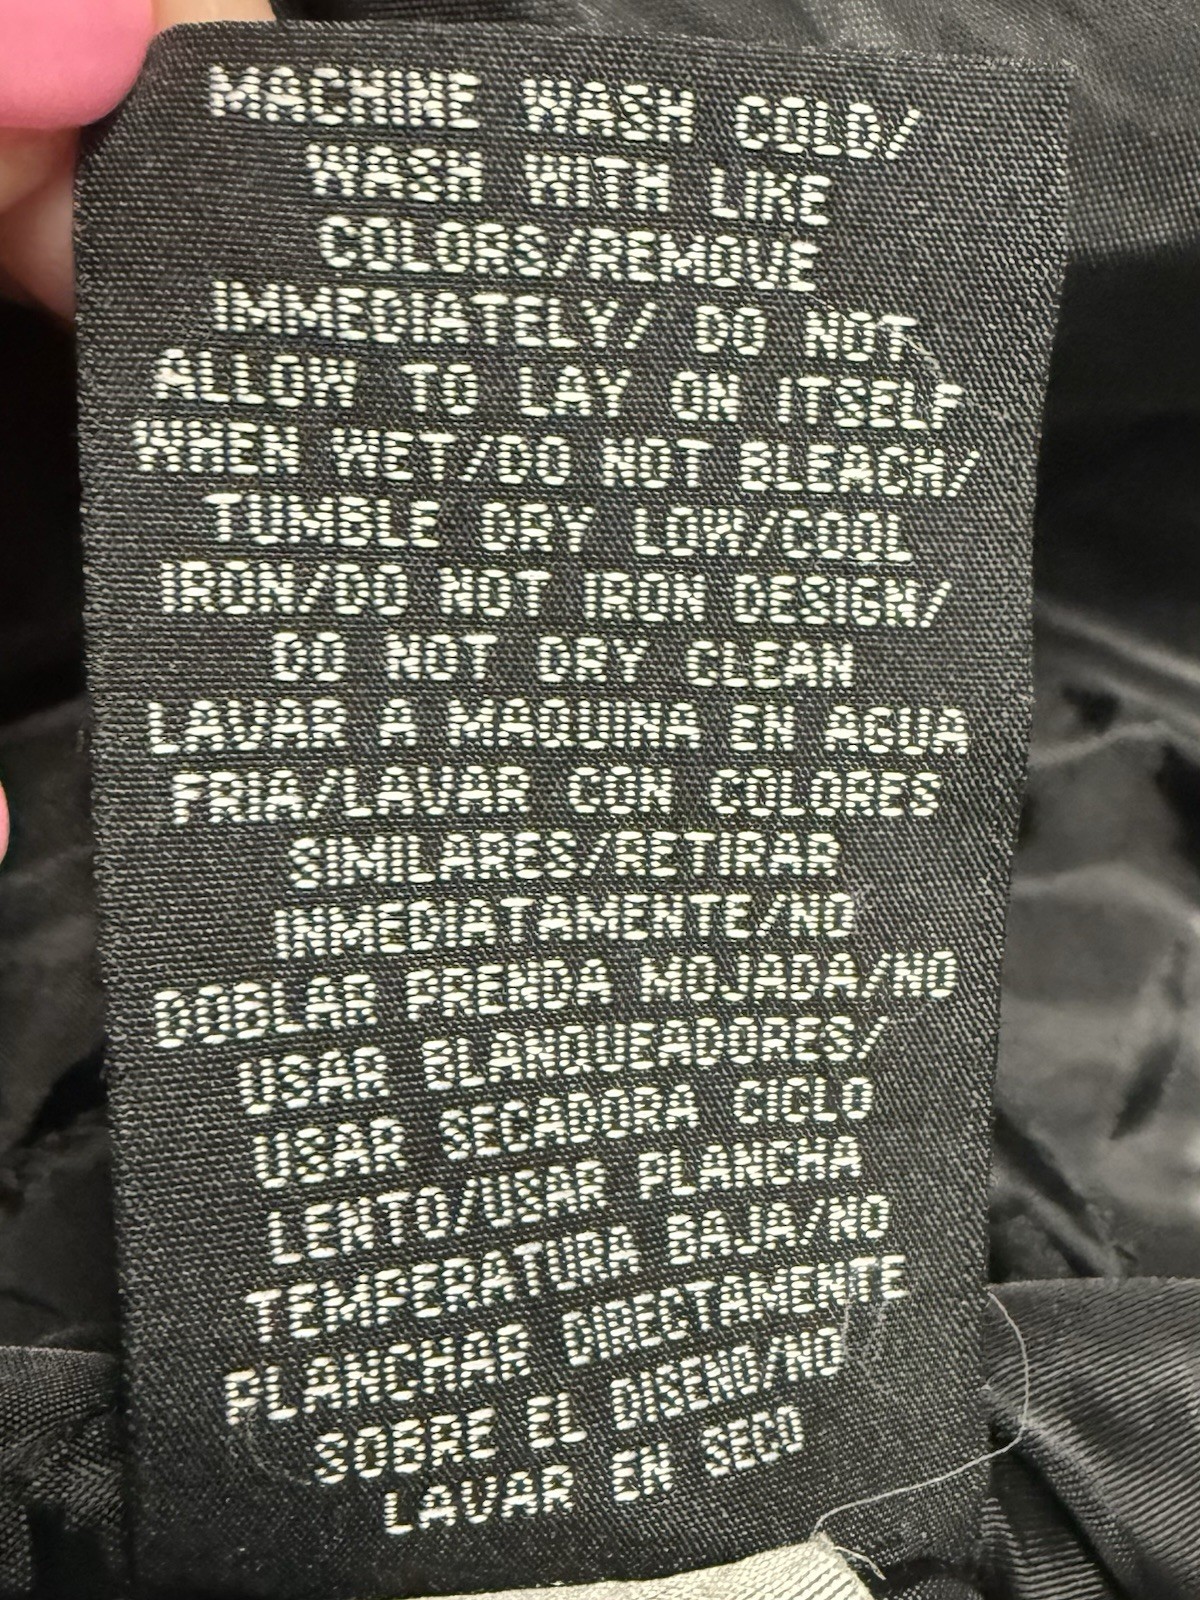 MACHINE WASH COLD/
WASH WITH LIKE
COLORS/REMOVE
IMMEDIATELY/ DO NOT
ALLOW TO LAY ON ITSELF
WHEN WET/DO NOT BLEACH/
TUMBLE DRY LOW/COOL
IRON/DO NOT IRON DESIGN/
DO NOT DRY CLEAN
LAVAR A MAQUINA EN AGUA
FRIA/LAVAR CON COLORES
SIMILARES/RETIRAR
INMEDIATAMENTE/NO
DOBLAR PRENDA MOJADA/NO
USAR BLANQUEADORES/
USAR SECADORA CICLO
LENTO/USAR PLANCHA
TEMPERATURA BAJA/NO
PLANCHAR DIRECTAMENTE
SOBRE EL DISENO/NO
LAVAR EN SECO